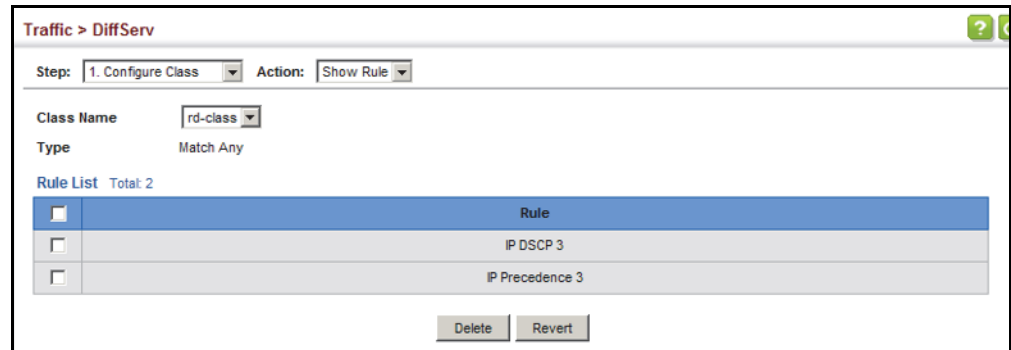 Traffic > DiffServ
?
Step: 1. Configure Class Action: Show Rule
Class Name rd-class
Type Match Any
Rule List Total: 2
Rule
IP DSCP 3
IP Precedence 3
Delete Revert